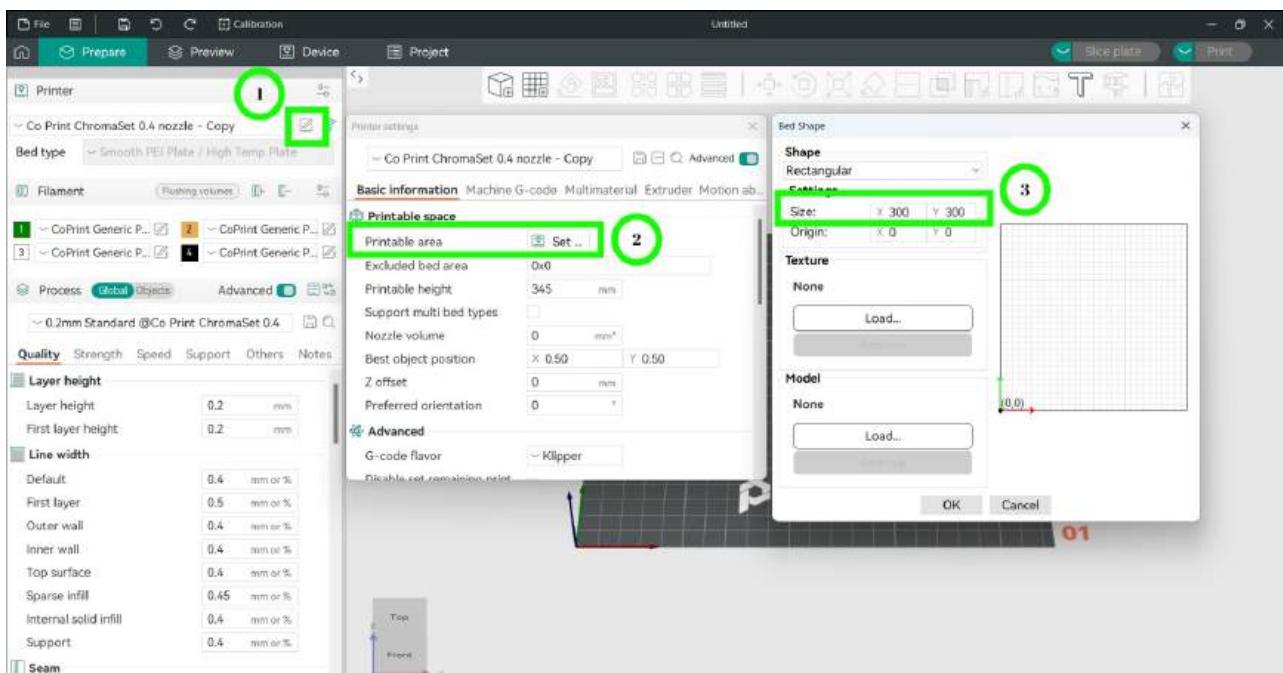 File
Calibration
Untitled
Prepare
Preview
Device
Project
Slice plate
Print
Printer
1
Co Print ChromaSet 0.4 nozzle - Copy
Bed type
Smooth PEI Plate / High Temp Plate
Filament
Flushing volumes
1 CoPrint Generic P...
2 CoPrint Generic P...
3 CoPrint Generic P...
4 CoPrint Generic P...
Process
Global Objects
Advanced
0.2mm Standard @Co Print ChromaSet 0.4
Quality Strength Speed Support Others Notes
Layer height
Layer height 0.2 mm
First layer height 0.2 mm
Line width
Default 0.4 mm or %
First layer 0.5 mm or %
Outer wall 0.4 mm or %
Inner wall 0.4 mm or %
Top surface 0.4 mm or %
Sparse infill 0.45 mm or %
Internal solid infill 0.4 mm or %
Support 0.4 mm or %
Seam
Printer settings
Co Print ChromaSet 0.4 nozzle - Copy
Advanced
Basic information Machine G-code Multimaterial Extruder Motion ab...
Printable space
Printable area Set ...
2
Excluded bed area 0x0
Printable height 345 mm
Support multi bed types
Nozzle volume 0 mm³
Best object position X 0.50 Y 0.50
Z offset 0 mm
Preferred orientation 0 °
Advanced
G-code flavor Klipper
Disable set remaining print
Bed Shape
Shape
Rectangular
Settings
3
Size: X 300 Y 300
Origin: X 0 Y 0
Texture
None
Load...
Model
None
Load...
(0,0)
OK Cancel
01
Top
Front